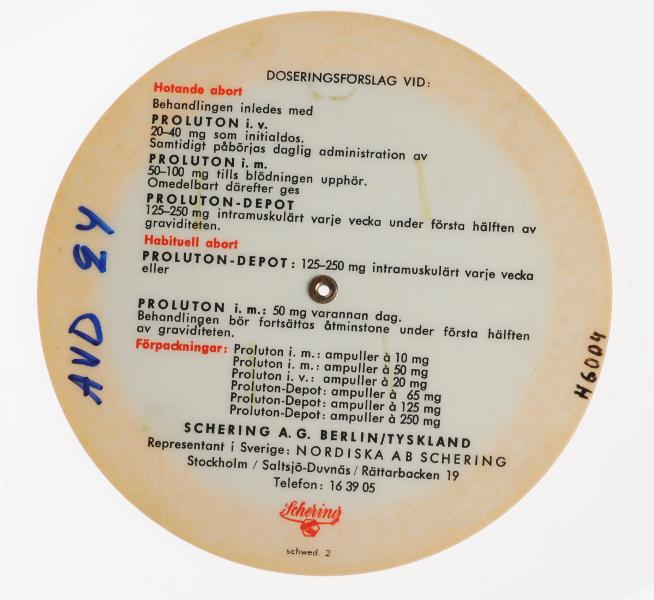 DOSERINGSFÖRSLAG VID:
Hotande abort
Behandlingen inledes med
PROLUTON i. v.
20–40 mg som initialdos.
Samtidigt påbörjas daglig administration av
PROLUTON i. m.
50–100 mg tills blödningen upphör.
Omedelbart därefter ges
PROLUTON-DEPOT
125–250 mg intramuskulärt varje vecka under första hälften av
graviditeten.
Habituell abort
PROLUTON-DEPOT: 125–250 mg intramuskulärt varje vecka
eller
PROLUTON i. m.: 50 mg varannan dag.
Behandlingen bör fortsättas åtminstone under första hälften
av graviditeten.
Förpackningar: Proluton i. m.: ampuller à 10 mg
Proluton i. m.: ampuller à 50 mg
Proluton i. v.: ampuller à 20 mg
Proluton-Depot: ampuller à 65 mg
Proluton-Depot: ampuller à 125 mg
Proluton-Depot: ampuller à 250 mg
SCHERING A. G. BERLIN/TYSKLAND
Representant i Sverige: NORDISKA AB SCHERING
Stockholm / Saltsjö-Duvnäs / Rättarbacken 19
Telefon: 16 39 05
Schering
schwed. 2
AVD 2Y
H6004